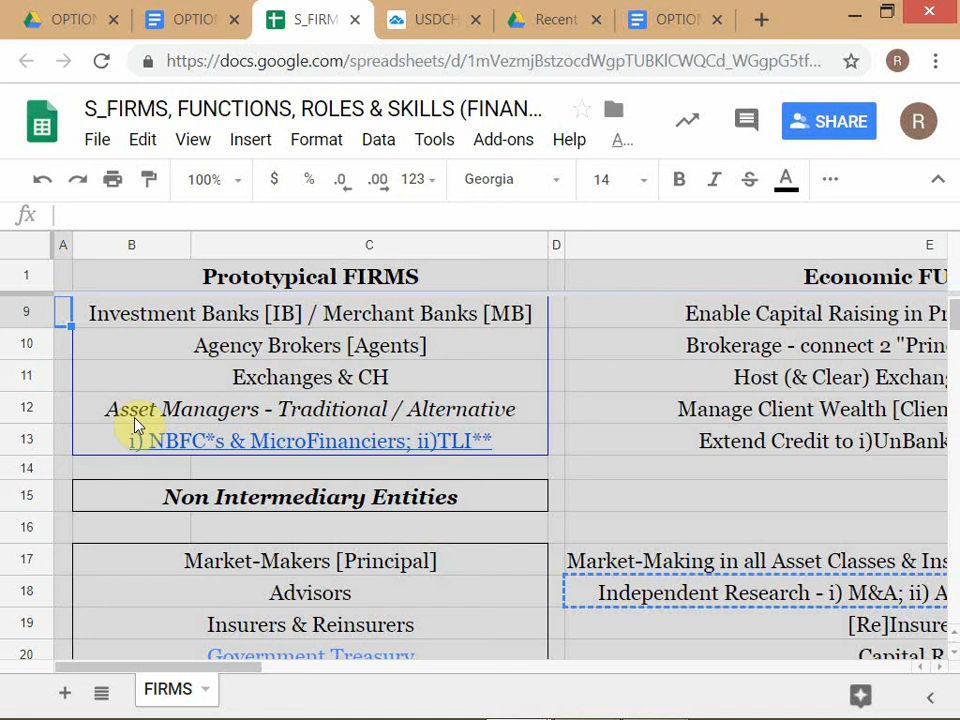 OPTION
OPTIO
S_FIRM
USDCH
Recent
OPTIO
https://docs.google.com/spreadsheets/d/1mVezmjBstzocdWgpTUBKlCWQCd_WGgpG5tf...
R
S_FIRMS, FUNCTIONS, ROLES & SKILLS (FINAN...
SHARE
R
File Edit View Insert Format Data Tools Add-ons Help A...
100% $ % .0 .00 123 Georgia 14 B I S A
fx
A B C D E
1 Prototypical FIRMS Economic FU
9 Investment Banks [IB] / Merchant Banks [MB] Enable Capital Raising in Pr
10 Agency Brokers [Agents] Brokerage - connect 2 "Prin
11 Exchanges & CH Host (& Clear) Exchan
12 Asset Managers - Traditional / Alternative Manage Client Wealth [Clien
13 i) NBFC*s & MicroFinanciers; ii)TLI** Extend Credit to i)UnBank
14
15 Non Intermediary Entities
16
17 Market-Makers [Principal] Market-Making in all Asset Classes & Ins
18 Advisors Independent Research - i) M&A; ii) A
19 Insurers & Reinsurers [Re]Insure
20 Government Treasury Capital R
FIRMS